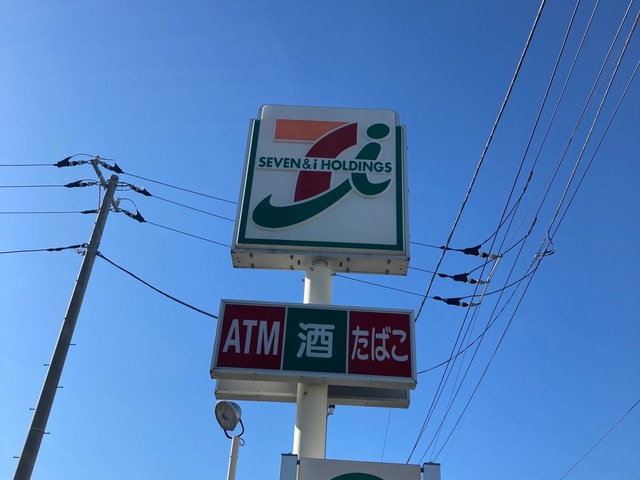 SEVEN&i HOLDINGS
ATM 酒 たばこ